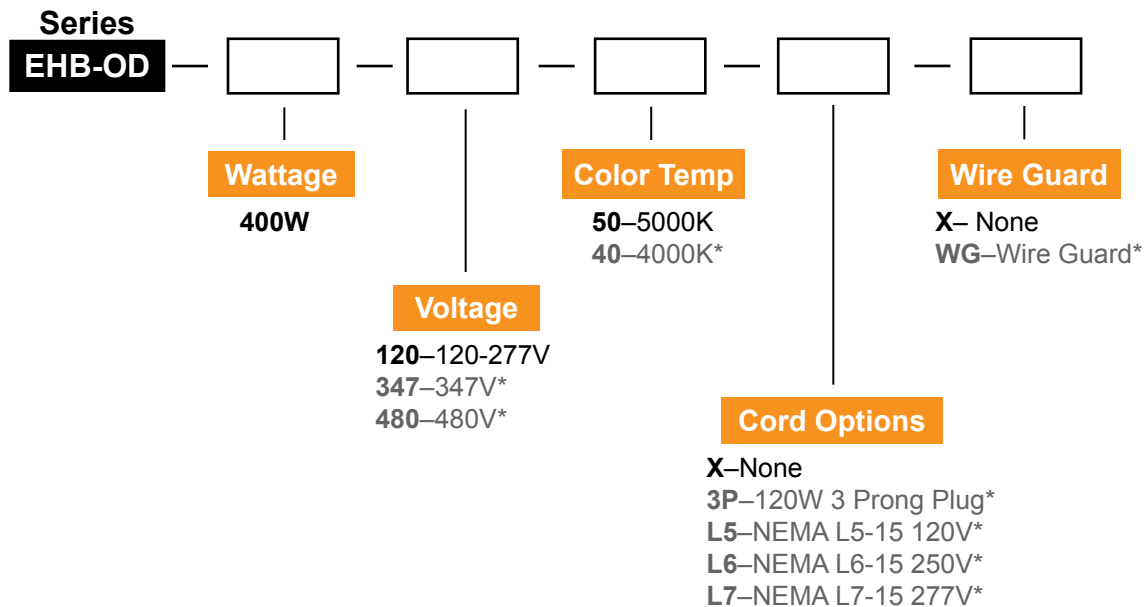 Series
EHB-OD
Wattage
400W
Voltage
120–120-277V
347–347V*
480–480V*
Color Temp
50–5000K
40–4000K*
Cord Options
X–None
3P–120W 3 Prong Plug*
L5–NEMA L5-15 120V*
L6–NEMA L6-15 250V*
L7–NEMA L7-15 277V*
Wire Guard
X– None
WG–Wire Guard*